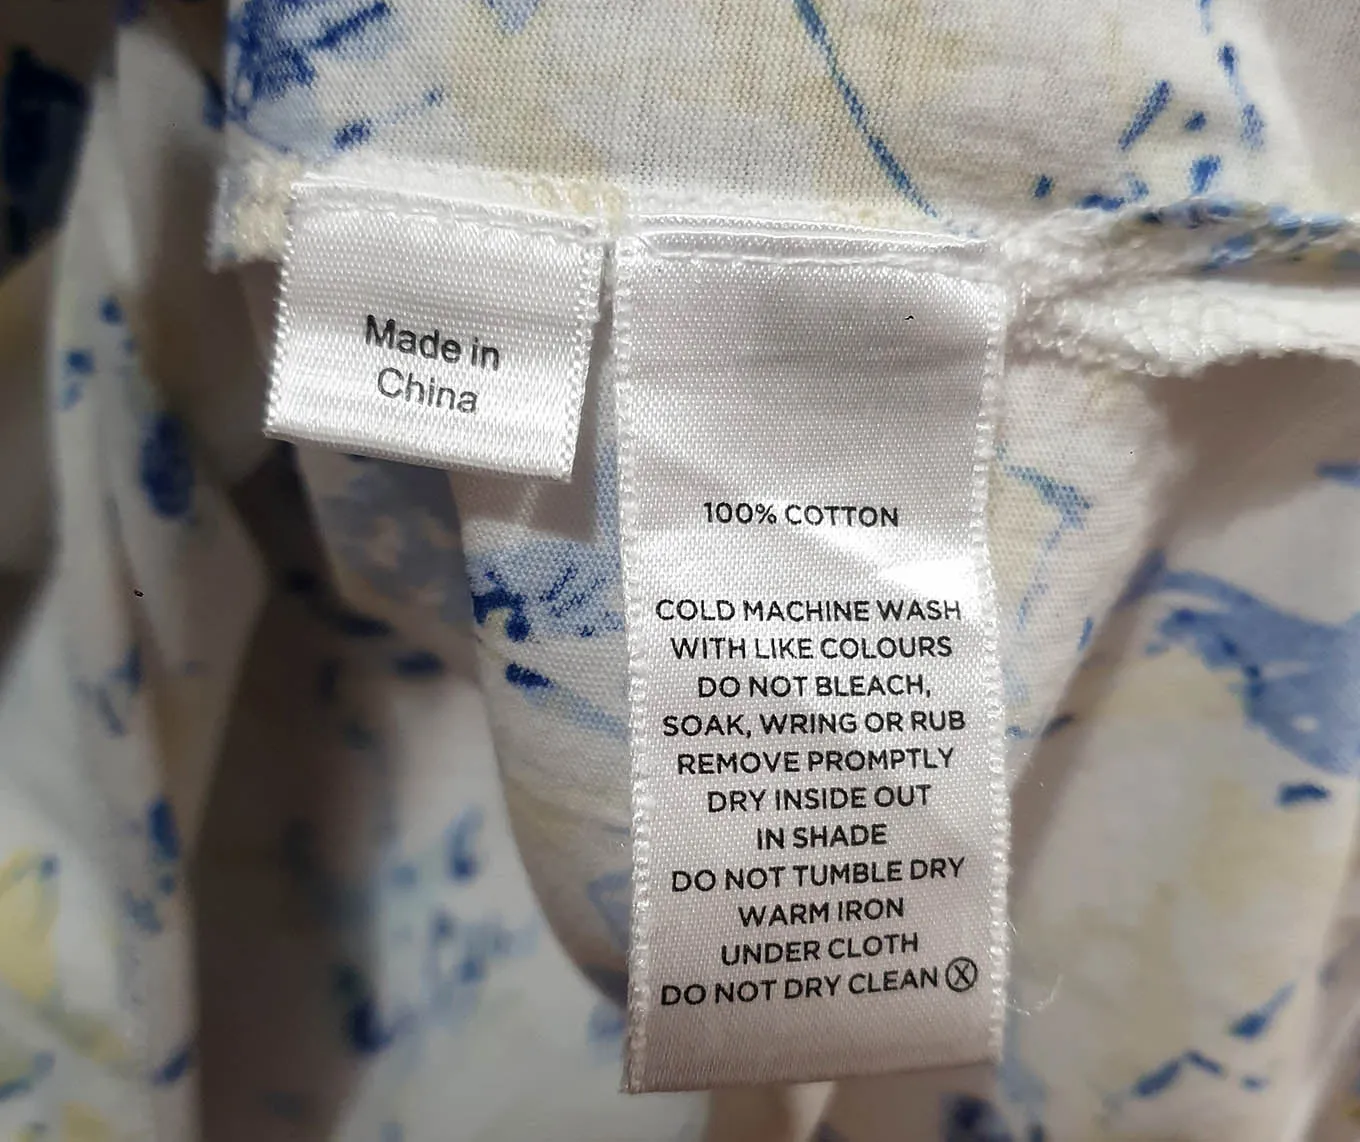 Made in
China
100% COTTON
COLD MACHINE WASH
WITH LIKE COLOURS
DO NOT BLEACH,
SOAK, WRING OR RUB
REMOVE PROMPTLY
DRY INSIDE OUT
IN SHADE
DO NOT TUMBLE DRY
WARM IRON
UNDER CLOTH
DO NOT DRY CLEAN Ⓧ